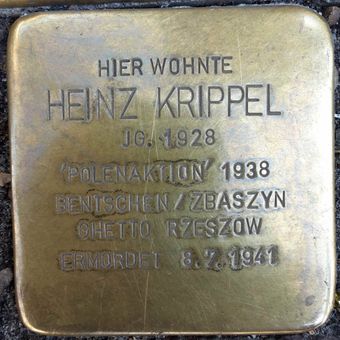 HIER WOHNTE
HEINZ KRIPPEL
JG. 1928
'POLENAKTION' 1938
BENTSCHEN / ZBASZYN
GHETTO RZESZOW
ERMORDET 8.7.1941